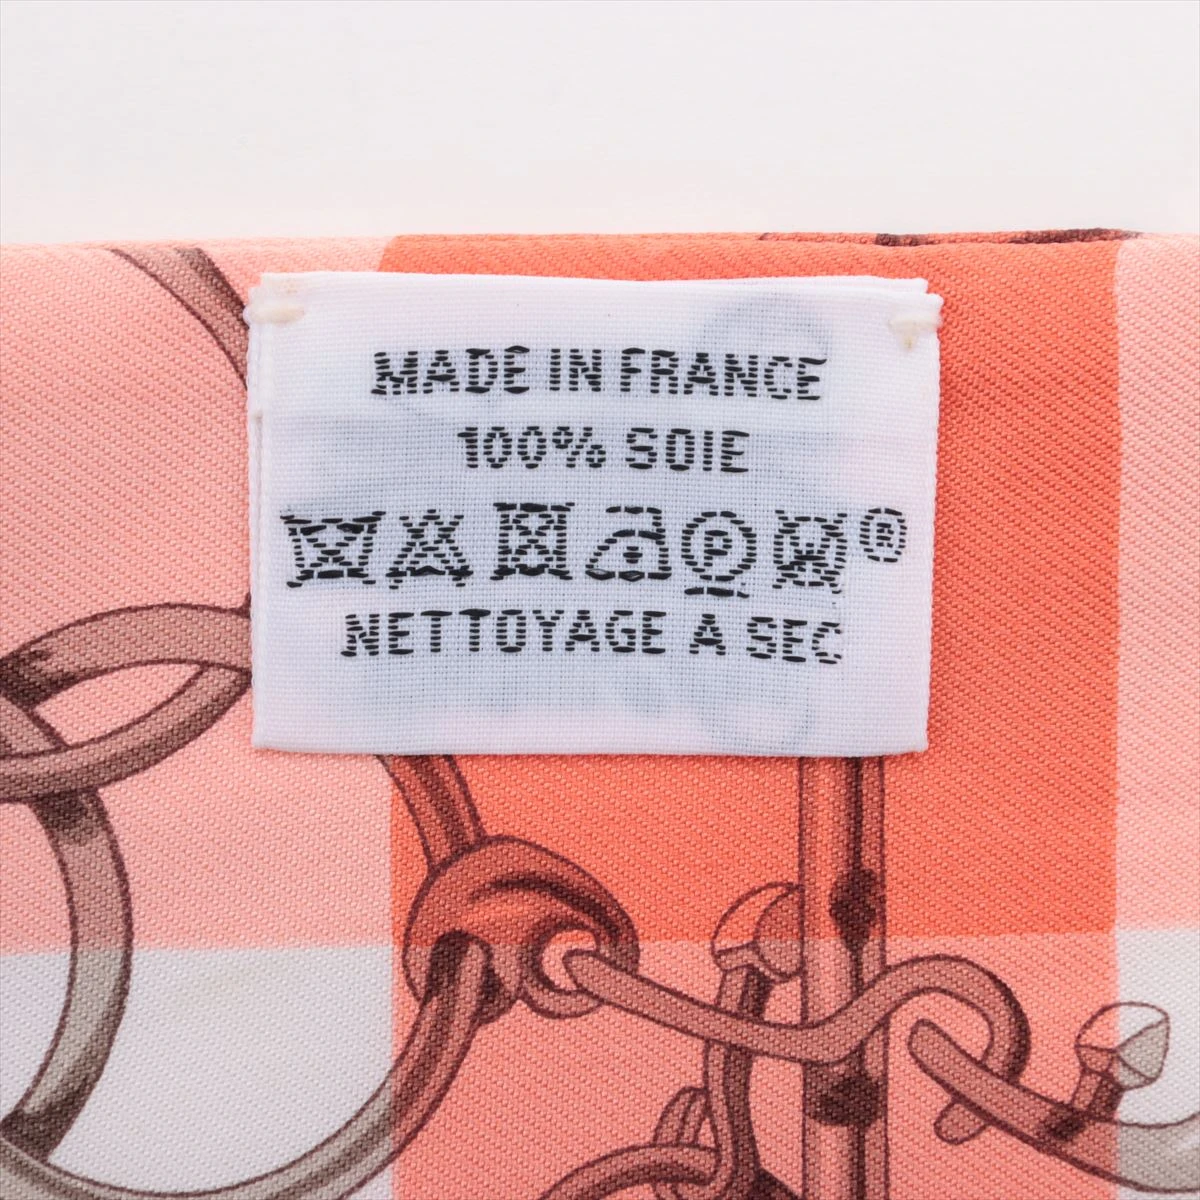 MADE IN FRANCE
100% SOIE
P W ®
NETTOYAGE A SEC